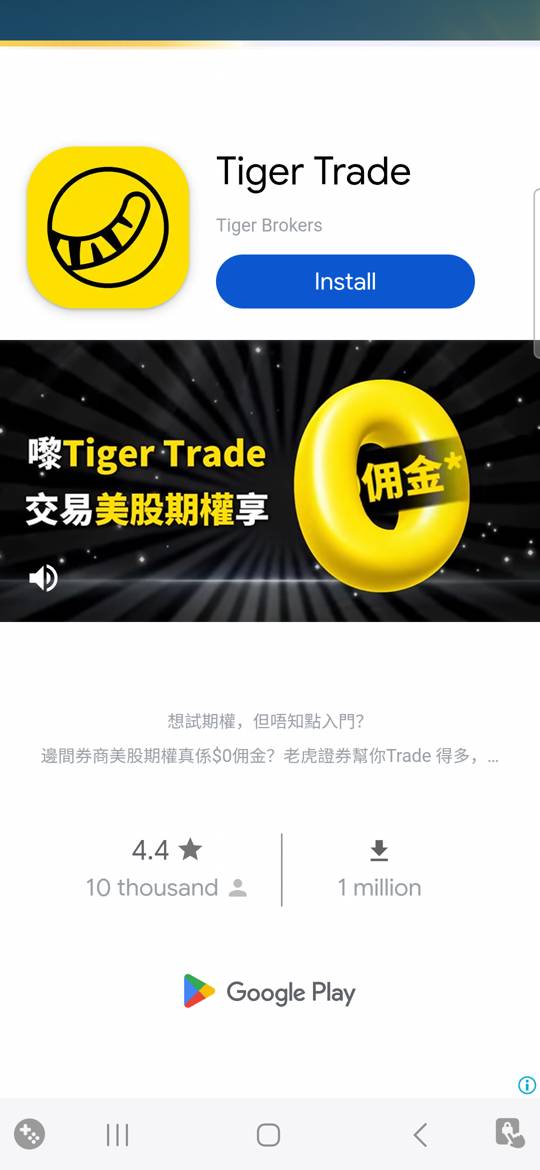 Tiger Trade
Tiger Brokers
Install
嚟Tiger Trade
交易美股期權享
0佣金*
想試期權，但唔知點入門？
邊間券商美股期權真係$0佣金？老虎證券幫你Trade 得多，...
4.4
10 thousand
1 million
Google Play